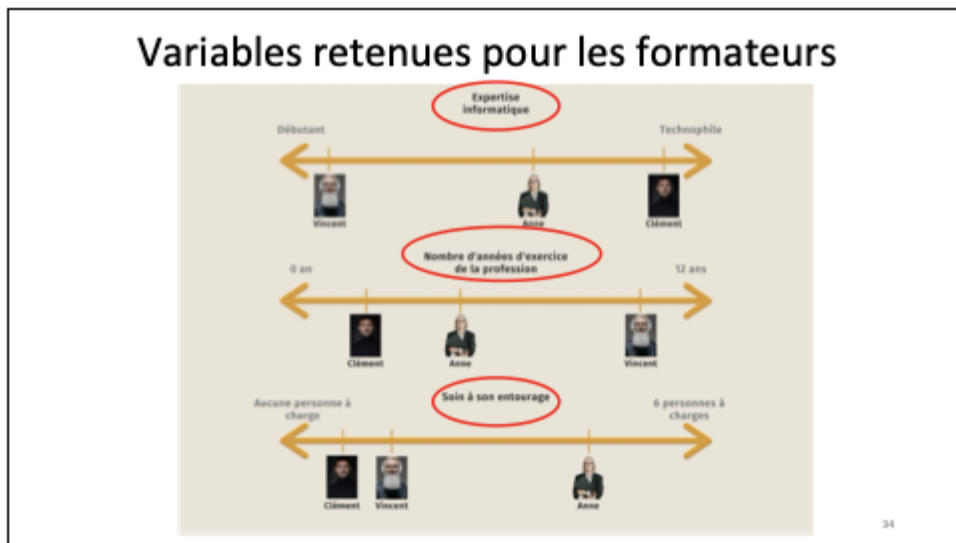 Variables retenues pour les formateurs
Expertise
informatique
Débutant
Technophile
Vincent
Anne
Clément
Nombre d'années d'exercice
de la profession
0 an
12 ans
Clément
Anne
Vincent
Soin à son entourage
Aucune personne à
charge
6 personnes à
charges
Clément
Vincent
Anne
34